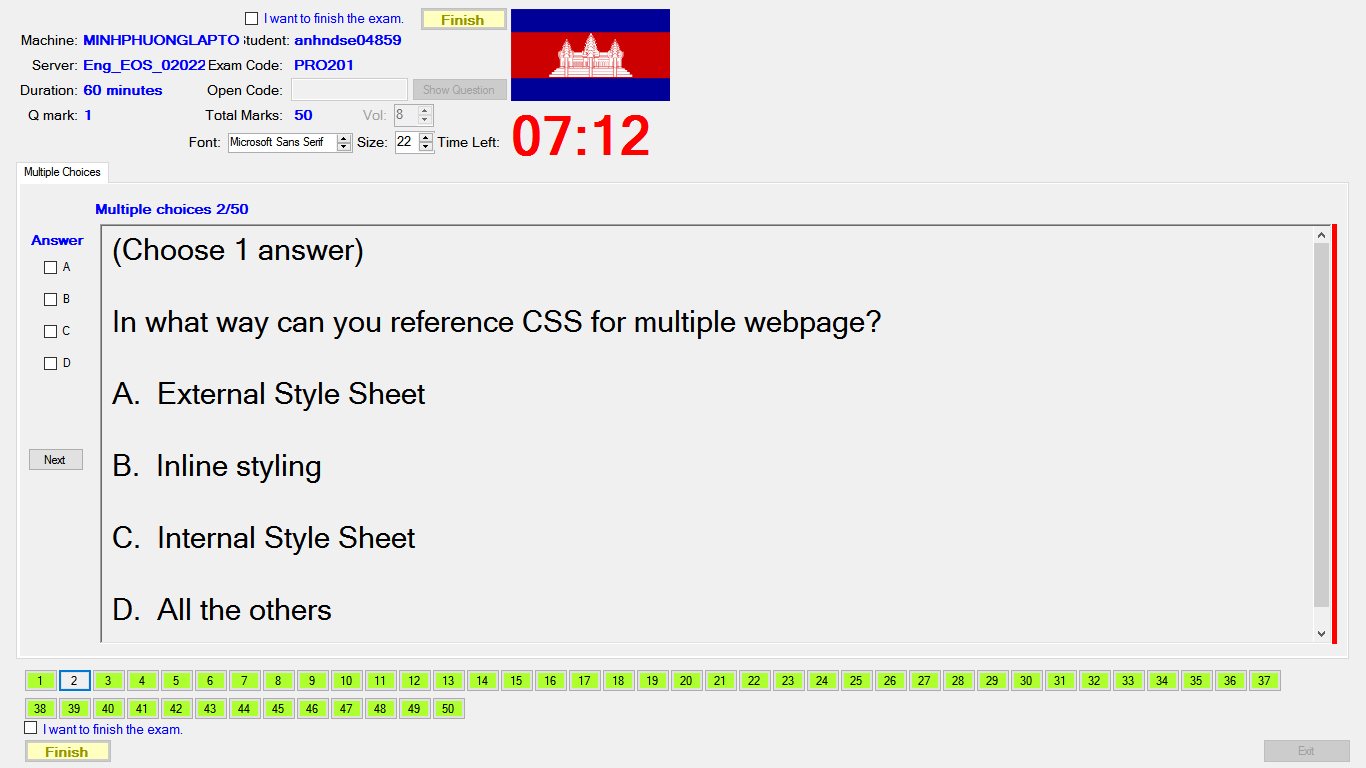 I want to finish the exam. Finish
Machine: MINHPHUONGLAPTO Student: anhndse04859
Server: Eng_EOS_02022 Exam Code: PRO201
Duration: 60 minutes Open Code: Show Question
Q mark: 1 Total Marks: 50 Vol: 8
Font: Microsoft Sans Serif Size: 22 Time Left: 07:12
Multiple Choices
Multiple choices 2/50
Answer
A
B
C
D
Next
(Choose 1 answer)
In what way can you reference CSS for multiple webpage?
A. External Style Sheet
B. Inline styling
C. Internal Style Sheet
D. All the others
1 2 3 4 5 6 7 8 9 10 11 12 13 14 15 16 17 18 19 20 21 22 23 24 25 26 27 28 29 30 31 32 33 34 35 36 37
38 39 40 41 42 43 44 45 46 47 48 49 50
I want to finish the exam.
Finish Exit